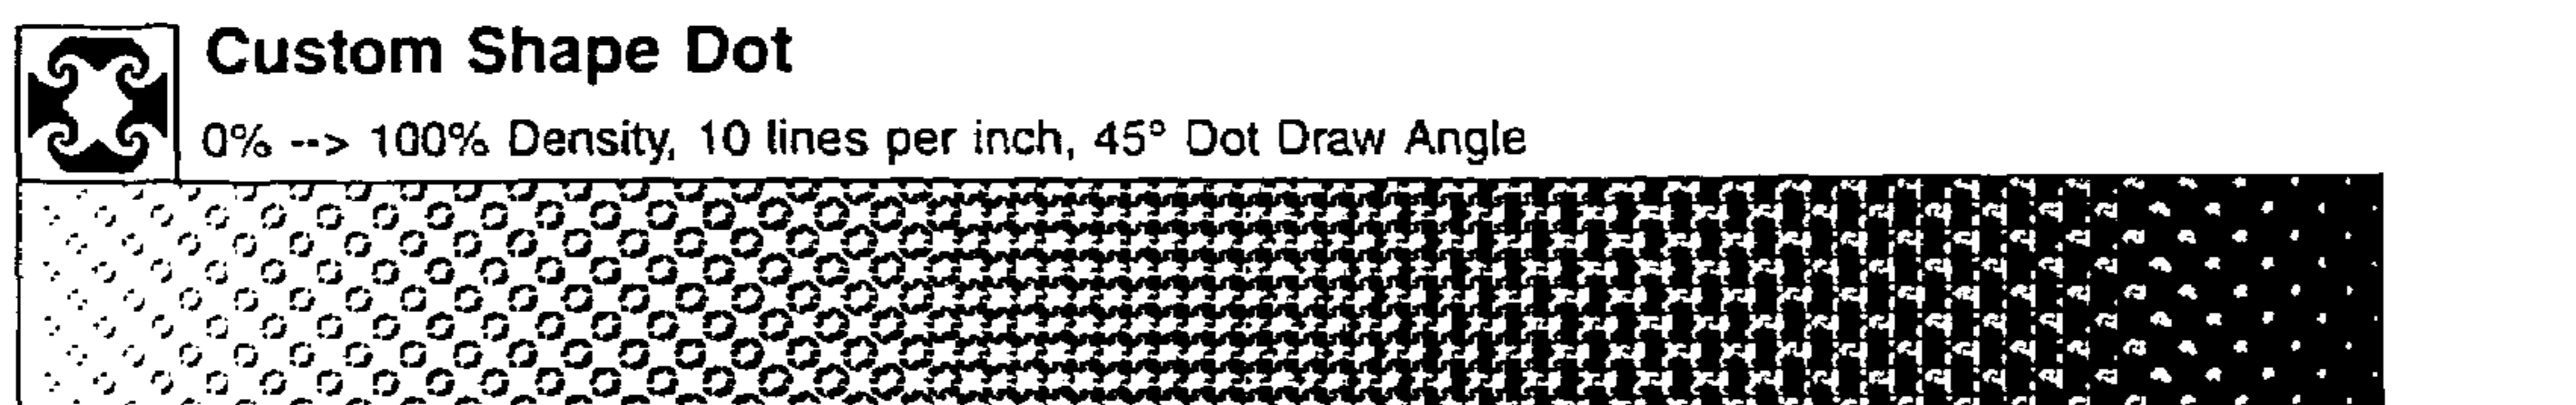 Custom Shape Dot
0% --> 100% Density, 10 lines per inch, 45° Dot Draw Angle